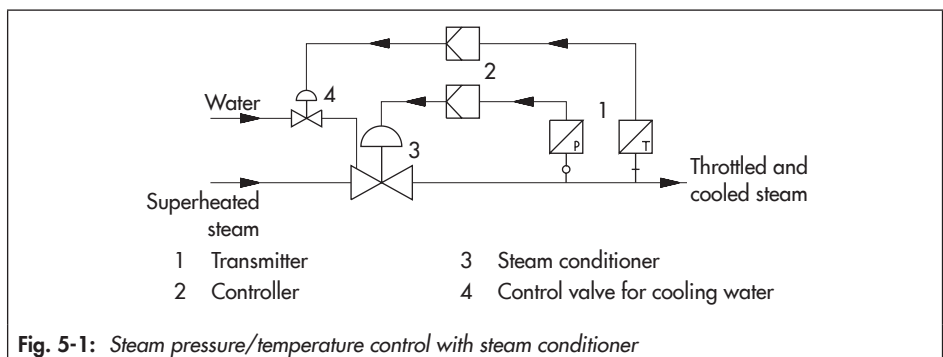 2
4
Water
1
3
P
T
Throttled and
cooled steam
Superheated
steam
1 Transmitter
3 Steam conditioner
2 Controller
4 Control valve for cooling water
Fig. 5-1: Steam pressure/temperature control with steam conditioner